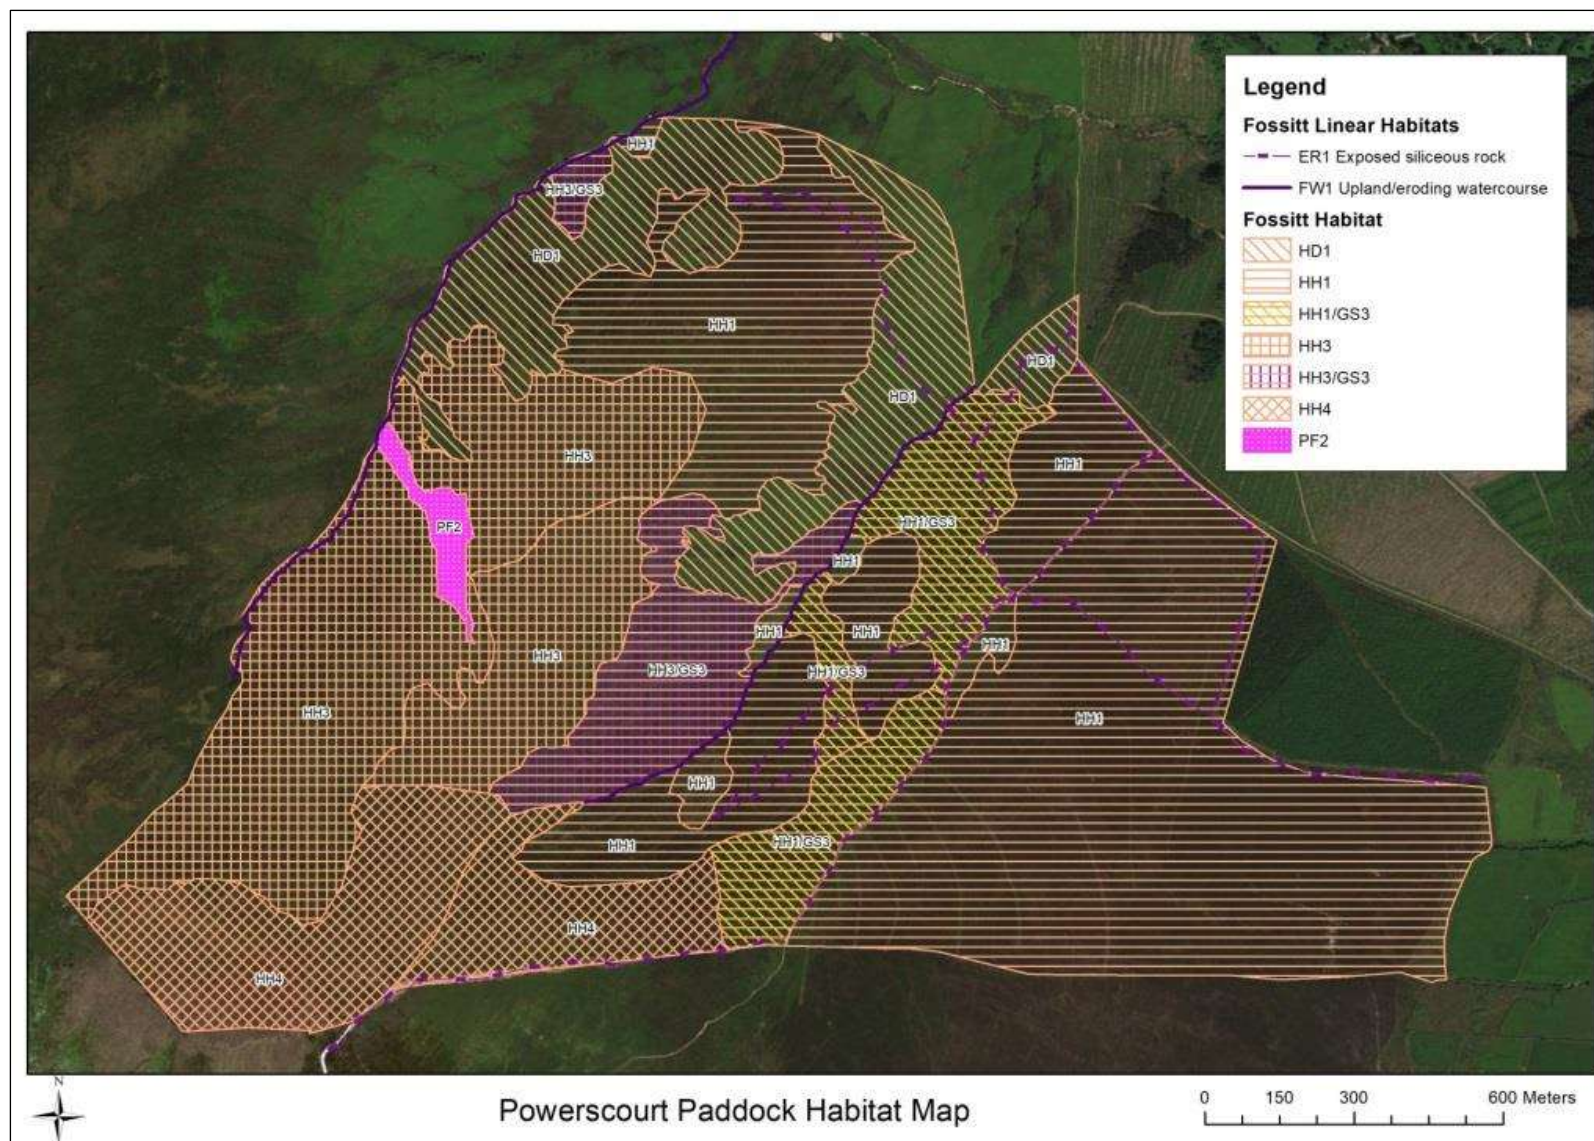 Legend
Fossitt Linear Habitats
ER1 Exposed siliceous rock
FW1 Upland/eroding watercourse
Fossitt Habitat
HD1
HH1
HH1/GS3
HH3
HH3/GS3
HH4
PF2
HH1
HH3/GS3
HD1
HH1
HD1
HD1
HH3
HH1
PF2
HH1/GS3
HH1
HH1
HH1
HH1
HH3
HH3/GS3
HH1/GS3
HH3
HH1
HH1
HH1
HH1/GS3
HH4
HH4
N
Powerscourt Paddock Habitat Map
0 150 300 600 Meters